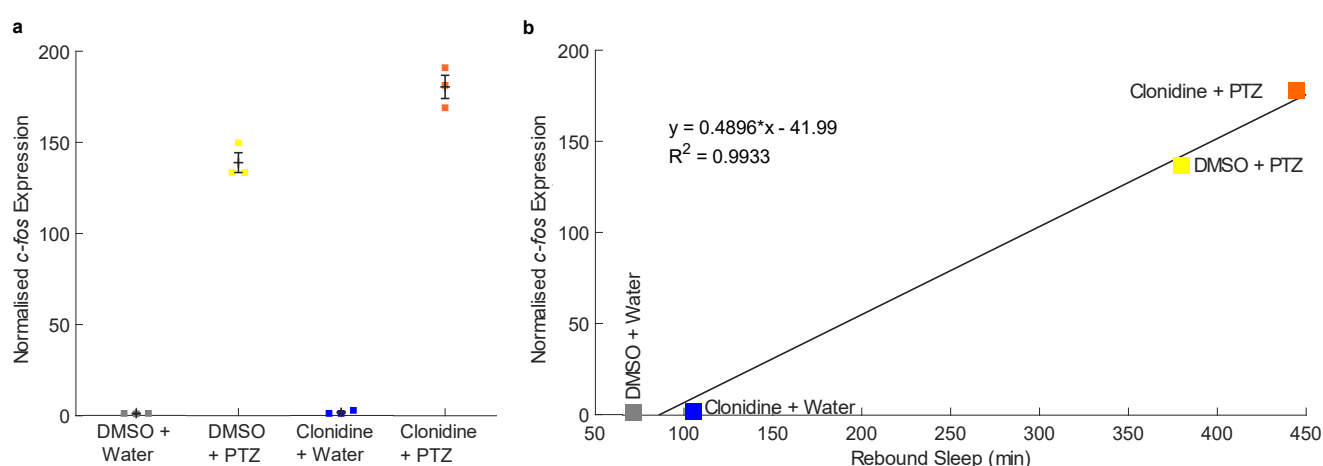 a
Normalised c-fos Expression
200
150
100
50
0
DMSO +
Water
DMSO
+ PTZ
Clonidine
+ Water
Clonidine
+ PTZ
b
Normalised c-fos Expression
200
150
100
50
0
y = 0.4896*x - 41.99
R2 = 0.9933
Clonidine + PTZ
DMSO + PTZ
DMSO + Water
Clonidine + Water
50
100
150
200
250
300
350
400
450
Rebound Sleep (min)